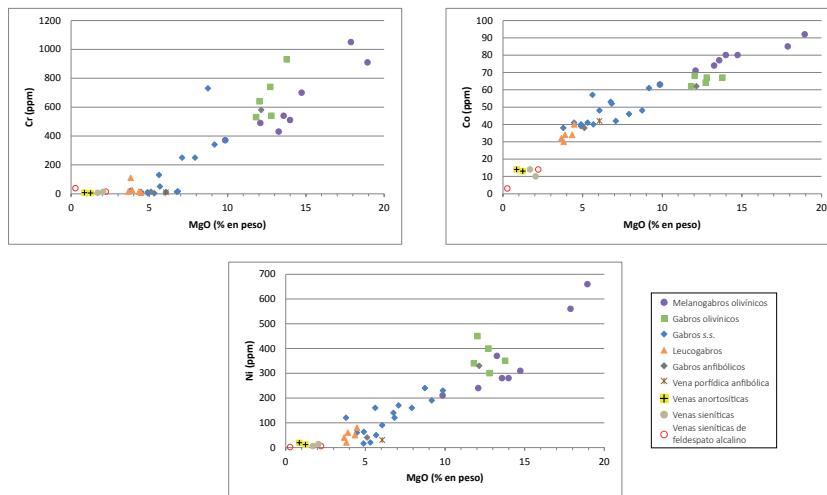 1200
1000
800
600
400
200
0
0 5 10 15 20
Cr (ppm)
MgO (% en peso)
100
90
80
70
60
50
40
30
20
10
0
0 5 10 15 20
Co (ppm)
MgO (% en peso)
700
600
500
400
300
200
100
0
0 5 10 15 20
Ni (ppm)
MgO (% en peso)
Melanogabros olivínicos
Gabros olivínicos
Gabros s.s.
Leucogabros
Gabros anfibólicos
Vena porfídica anfibólica
Venas anortosíticas
Venas sieníticas
Venas sieníticas de
feldespato alcalino